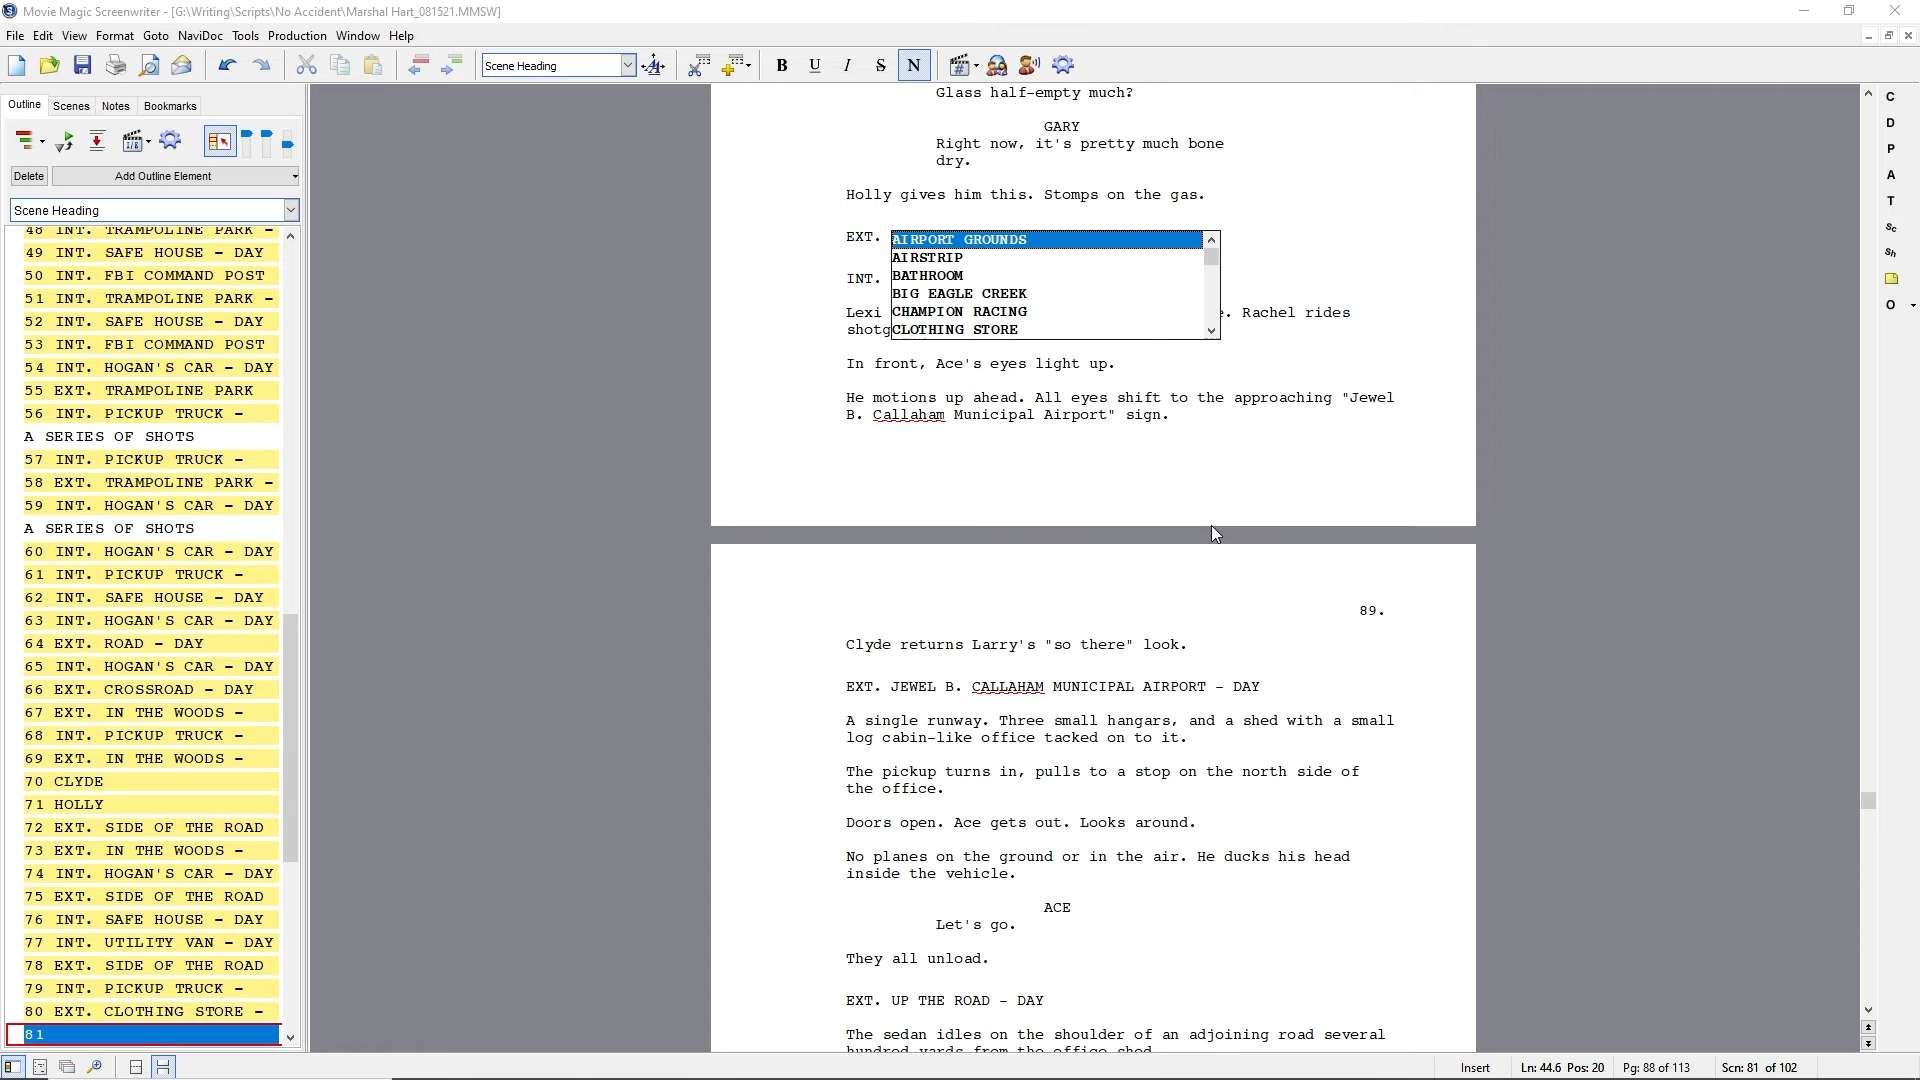 Movie Magic Screenwriter - [G:\Writing\Scripts\No Accident\Marshal Hart_081521.MMSW]
File Edit View Format Goto NaviDoc Tools Production Window Help
Scene Heading
B U I S N
Outline Scenes Notes Bookmarks
Delete Add Outline Element
Scene Heading
48 INT. TRAMPOLINE PARK -
49 INT. SAFE HOUSE - DAY
50 INT. FBI COMMAND POST
51 INT. TRAMPOLINE PARK -
52 INT. SAFE HOUSE - DAY
53 INT. FBI COMMAND POST
54 INT. HOGAN'S CAR - DAY
55 EXT. TRAMPOLINE PARK
56 INT. PICKUP TRUCK -
A SERIES OF SHOTS
57 INT. PICKUP TRUCK -
58 EXT. TRAMPOLINE PARK -
59 INT. HOGAN'S CAR - DAY
A SERIES OF SHOTS
60 INT. HOGAN'S CAR - DAY
61 INT. PICKUP TRUCK -
62 INT. SAFE HOUSE - DAY
63 INT. HOGAN'S CAR - DAY
64 EXT. ROAD - DAY
65 INT. HOGAN'S CAR - DAY
66 EXT. CROSSROAD - DAY
67 EXT. IN THE WOODS -
68 INT. PICKUP TRUCK -
69 EXT. IN THE WOODS -
70 CLYDE
71 HOLLY
72 EXT. SIDE OF THE ROAD
73 EXT. IN THE WOODS -
74 INT. HOGAN'S CAR - DAY
75 EXT. SIDE OF THE ROAD
76 INT. SAFE HOUSE - DAY
77 INT. UTILITY VAN - DAY
78 EXT. SIDE OF THE ROAD
79 INT. PICKUP TRUCK -
80 EXT. CLOTHING STORE -
81
Glass half-empty much?
GARY
Right now, it's pretty much bone
dry.
Holly gives him this. Stomps on the gas.
EXT.
AIRPORT GROUNDS
AIRSTRIP
BATHROOM
BIG EAGLE CREEK
CHAMPION RACING
CLOTHING STORE
INT.
Lexi . Rachel rides
shotg
In front, Ace's eyes light up.
He motions up ahead. All eyes shift to the approaching "Jewel
B. Callaham Municipal Airport" sign.
89.
Clyde returns Larry's "so there" look.
EXT. JEWEL B. CALLAHAM MUNICIPAL AIRPORT - DAY
A single runway. Three small hangars, and a shed with a small
log cabin-like office tacked on to it.
The pickup turns in, pulls to a stop on the north side of
the office.
Doors open. Ace gets out. Looks around.
No planes on the ground or in the air. He ducks his head
inside the vehicle.
ACE
Let's go.
They all unload.
EXT. UP THE ROAD - DAY
The sedan idles on the shoulder of an adjoining road several
hundred yards from the office shed.
C
D
P
A
T
Sc
Sh
O
Insert Ln: 44.6 Pos: 20 Pg: 88 of 113 Scn: 81 of 102